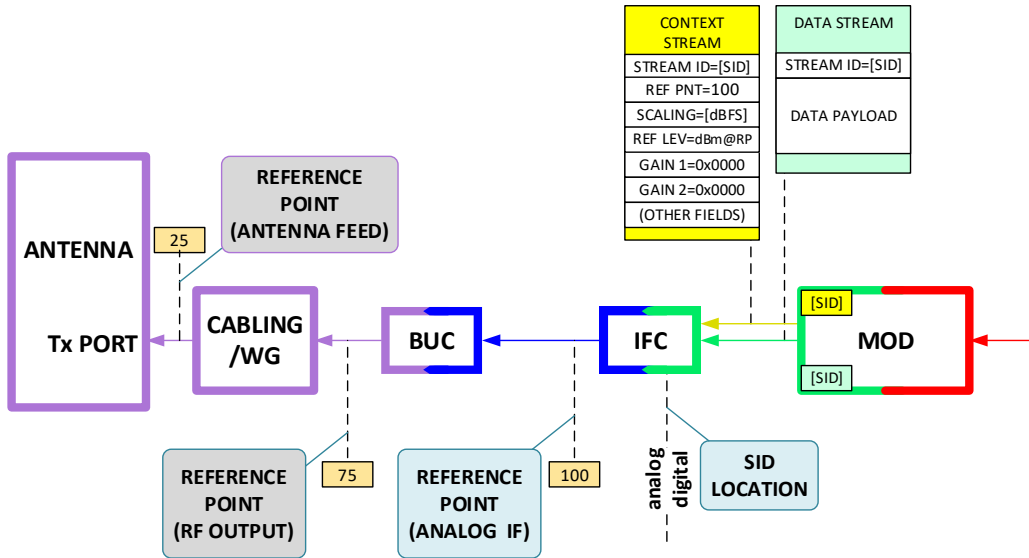 CONTEXT
STREAM
STREAM ID=[SID]
REF PNT=100
SCALING=[dBFS]
REF LEV=dBm@RP
GAIN 1=0x0000
GAIN 2=0x0000
(OTHER FIELDS)
DATA STREAM
STREAM ID=[SID]
DATA PAYLOAD
REFERENCE
POINT
(ANTENNA FEED)
25
ANTENNA
Tx PORT
CABLING
/WG
BUC
IFC
[SID]
MOD
[SID]
REFERENCE
POINT
(RF OUTPUT)
75
REFERENCE
POINT
(ANALOG IF)
100
analog
digital
SID
LOCATION